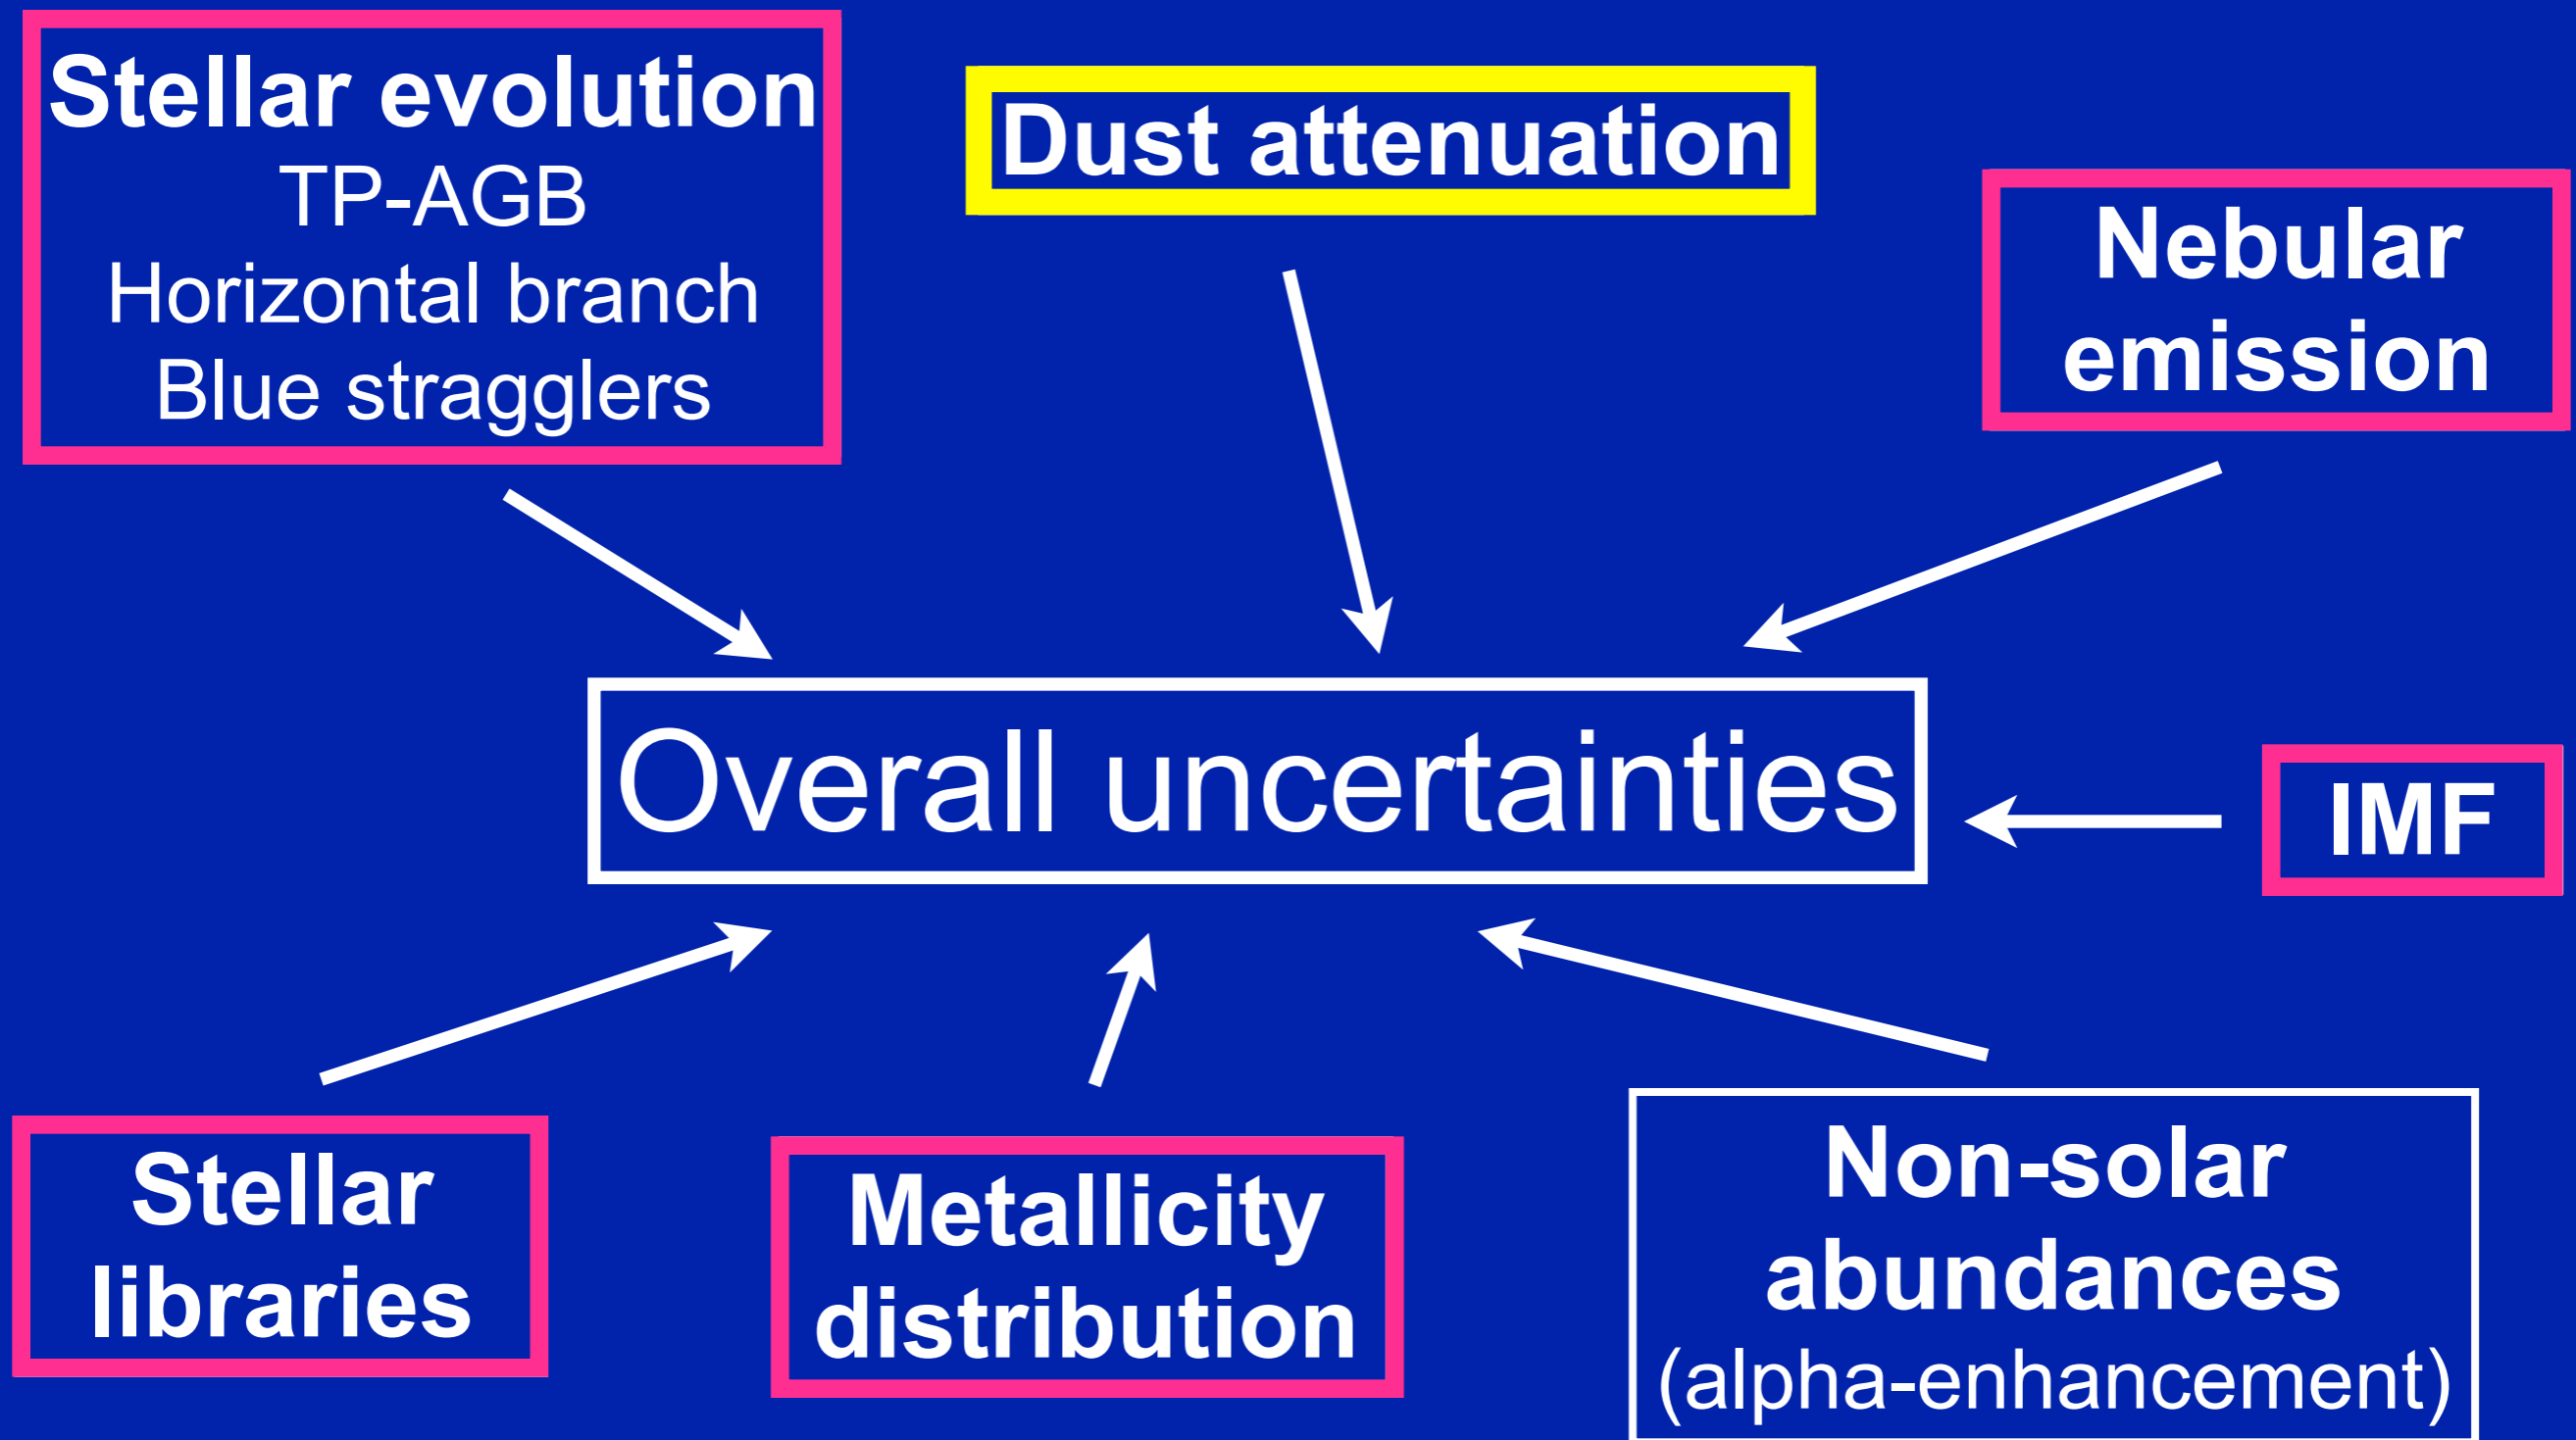 Stellar evolution
TP-AGB
Horizontal branch
Blue stragglers
Dust attenuation
Nebular
emission
Overall uncertainties
IMF
Stellar
libraries
Metallicity
distribution
Non-solar
abundances
(alpha-enhancement)